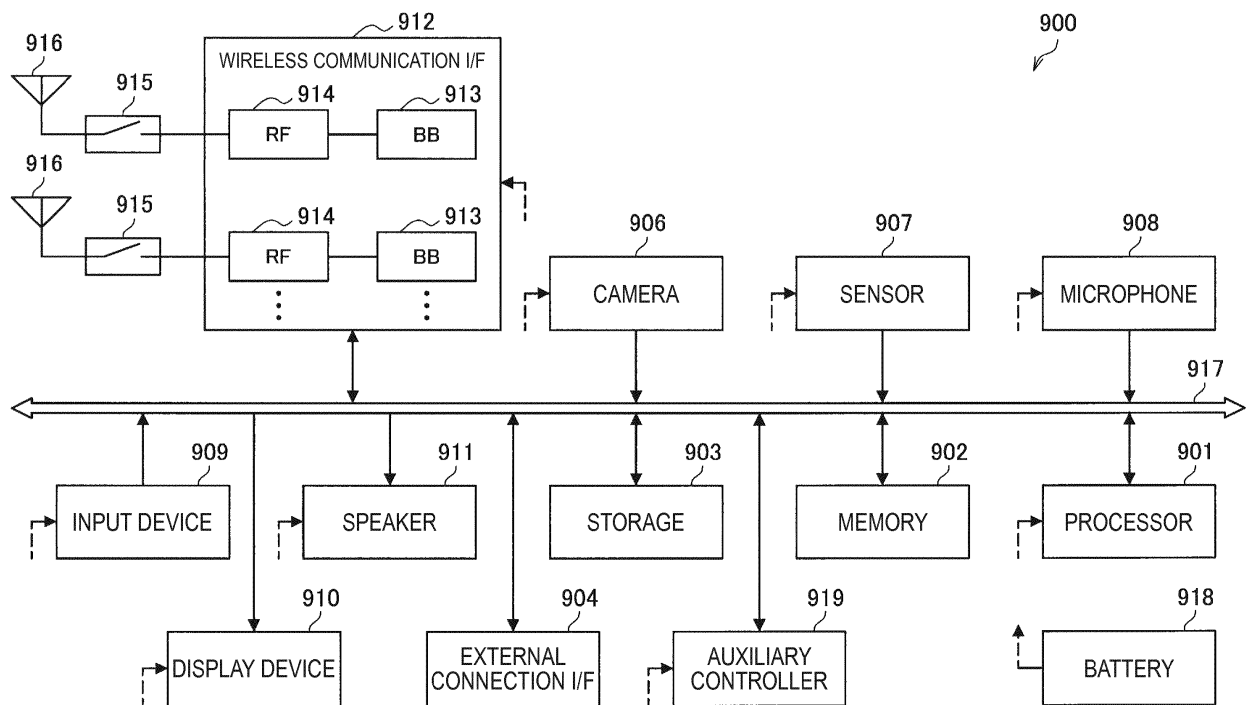 912
900
916
WIRELESS COMMUNICATION I/F
915
914
913
RF
BB
916
915
914
913
RF
BB
906
907
908
CAMERA
SENSOR
MICROPHONE
917
909
911
903
902
901
INPUT DEVICE
SPEAKER
STORAGE
MEMORY
PROCESSOR
910
904
919
918
DISPLAY DEVICE
EXTERNAL
CONNECTION I/F
AUXILIARY
CONTROLLER
BATTERY